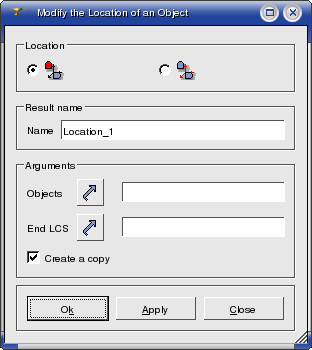 Modify the Location of an Object
Location
Result name
Name Location_1
Arguments
Objects
End LCS
Create a copy
Ok Apply Close